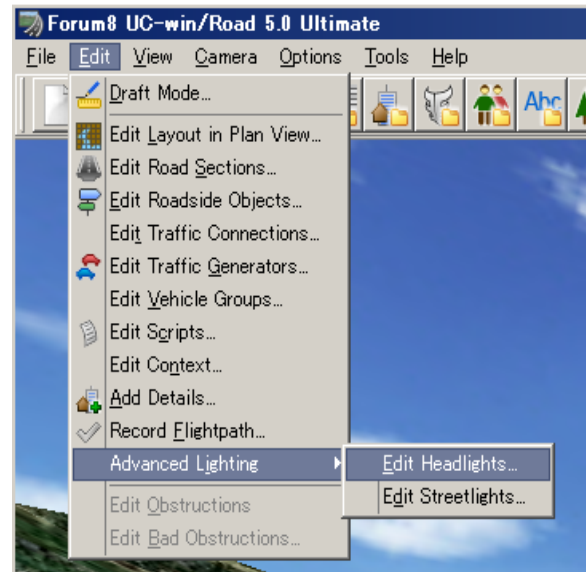 Forum8 UC-win/Road 5.0 Ultimate
File Edit View Camera Options Tools Help
Abc
Draft Mode...
Edit Layout in Plan View...
Edit Road Sections...
Edit Roadside Objects...
Edit Traffic Connections...
Edit Traffic Generators...
Edit Vehicle Groups...
Edit Scripts...
Edit Context...
Add Details...
Record Flightpath...
Advanced Lighting
Edit Headlights...
Edit Streetlights...
Edit Obstructions
Edit Bad Obstructions...